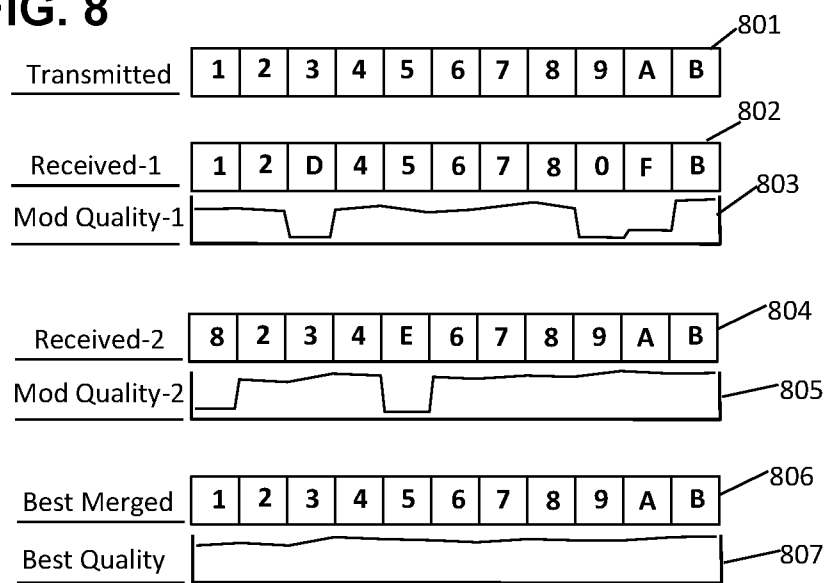 FIG. 8
801
Transmitted 1 2 3 4 5 6 7 8 9 A B
802
Received-1 1 2 D 4 5 6 7 8 0 F B
Mod Quality-1 803
Received-2 8 2 3 4 E 6 7 8 9 A B 804
Mod Quality-2 805
Best Merged 1 2 3 4 5 6 7 8 9 A B 806
Best Quality 807